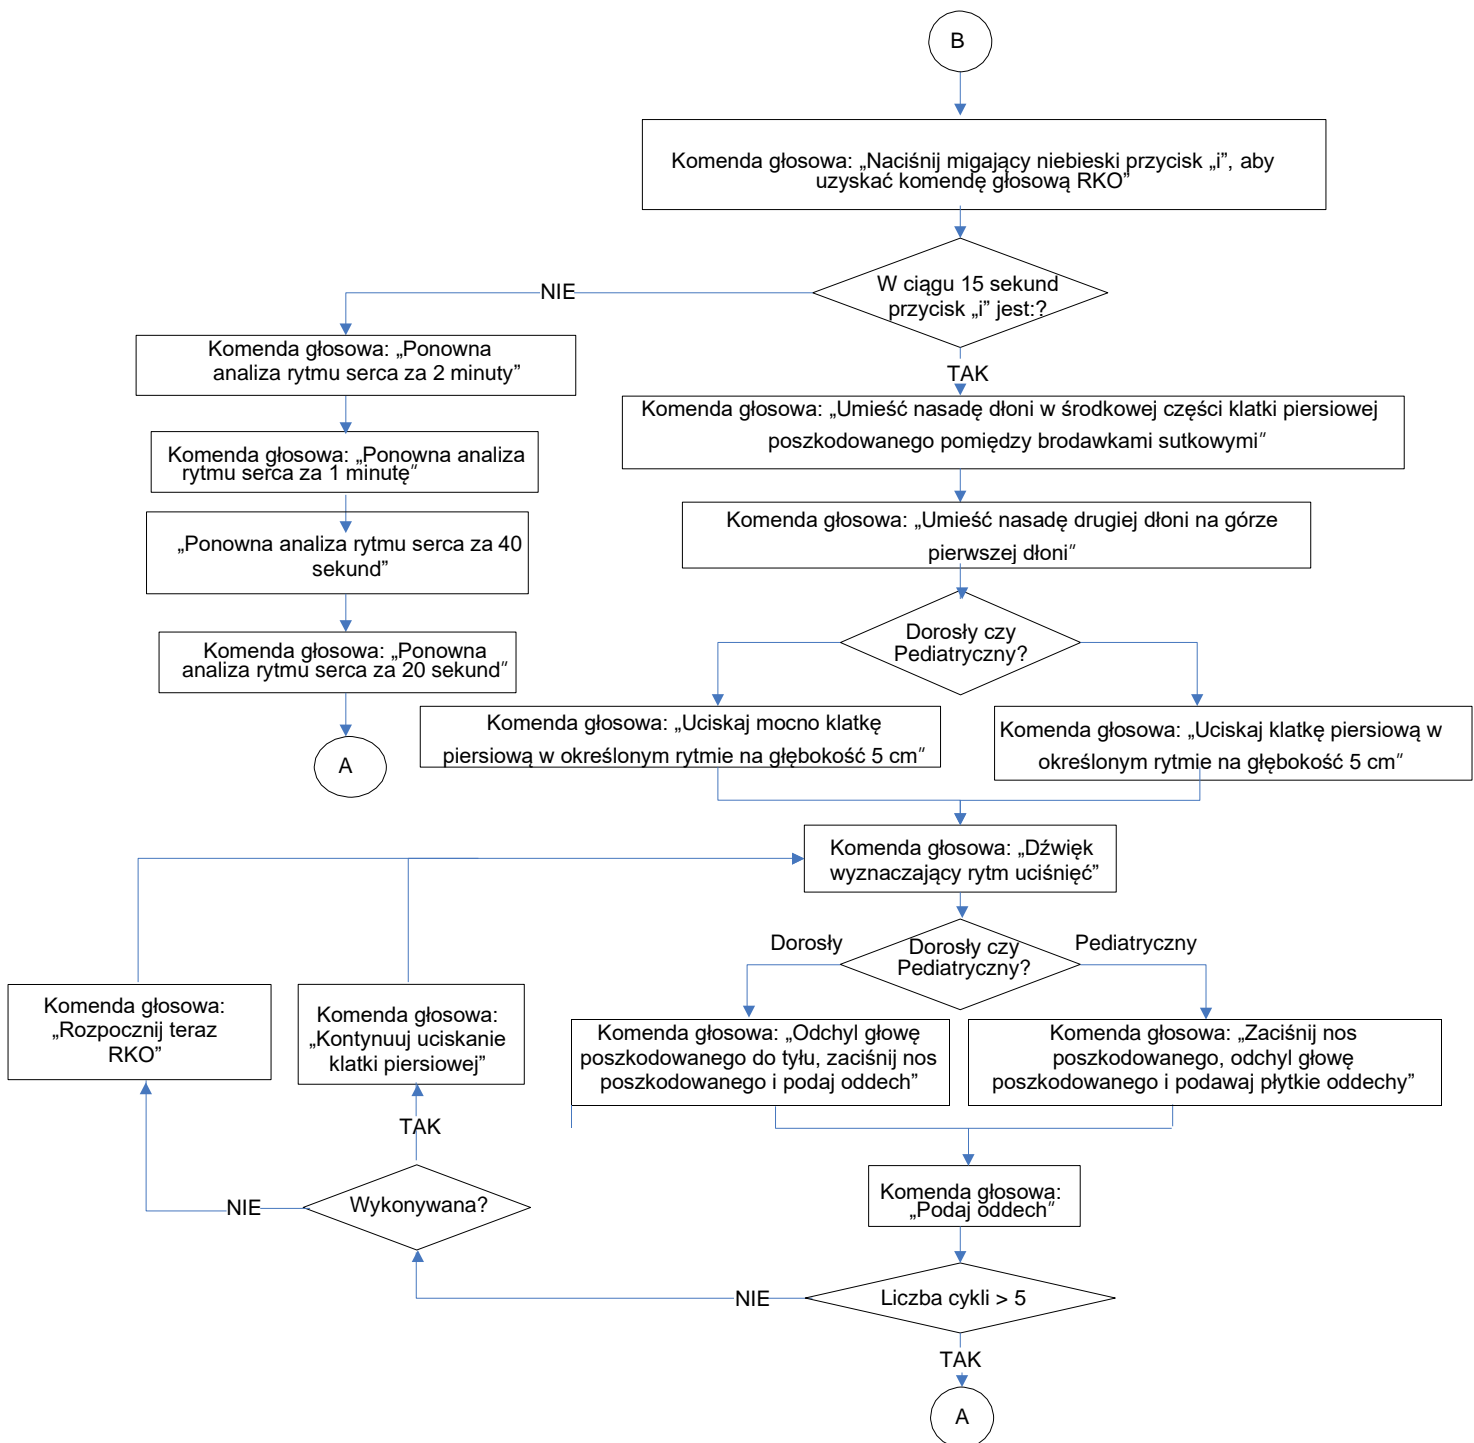 B
Komenda głosowa: „Naciśnij migający niebieski przycisk „i”, aby
uzyskać komendę głosową RKO”
W ciągu 15 sekund
przycisk „i” jest:?
NIE
TAK
Komenda głosowa: „Ponowna
analiza rytmu serca za 2 minuty”
Komenda głosowa: „Ponowna analiza
rytmu serca za 1 minutę“
„Ponowna analiza rytmu serca za 40
sekund”
Komenda głosowa: „Ponowna
analiza rytmu serca za 20 sekund“
A
Komenda głosowa: „Umieść nasadę dłoni w środkowej części klatki piersiowej
poszkodowanego pomiędzy brodawkami sutkowymi“
Komenda głosowa: „Umieść nasadę drugiej dłoni na górze
pierwszej dłoni“
Dorosły czy
Pediatryczny?
Komenda głosowa: „Uciskaj mocno klatkę
piersiową w określonym rytmie na głębokość 5 cm“
Komenda głosowa: „Uciskaj klatkę piersiową w
określonym rytmie na głębokość 5 cm“
Komenda głosowa: „Dźwięk
wyznaczający rytm uciśnięć”
Dorosły
Dorosły czy
Pediatryczny?
Pediatryczny
Komenda głosowa: „Odchyl głowę
poszkodowanego do tyłu, zaciśnij nos
poszkodowanego i podaj oddech”
Komenda głosowa: „Zaciśnij nos
poszkodowanego, odchyl głowę
poszkodowanego i podawaj płytkie oddechy”
Komenda głosowa:
„Rozpocznij teraz
RKO”
Komenda głosowa:
„Kontynuuj uciskanie
klatki piersiowej”
TAK
NIE
Wykonywana?
Komenda głosowa:
„Podaj oddech“
NIE
Liczba cykli > 5
TAK
A